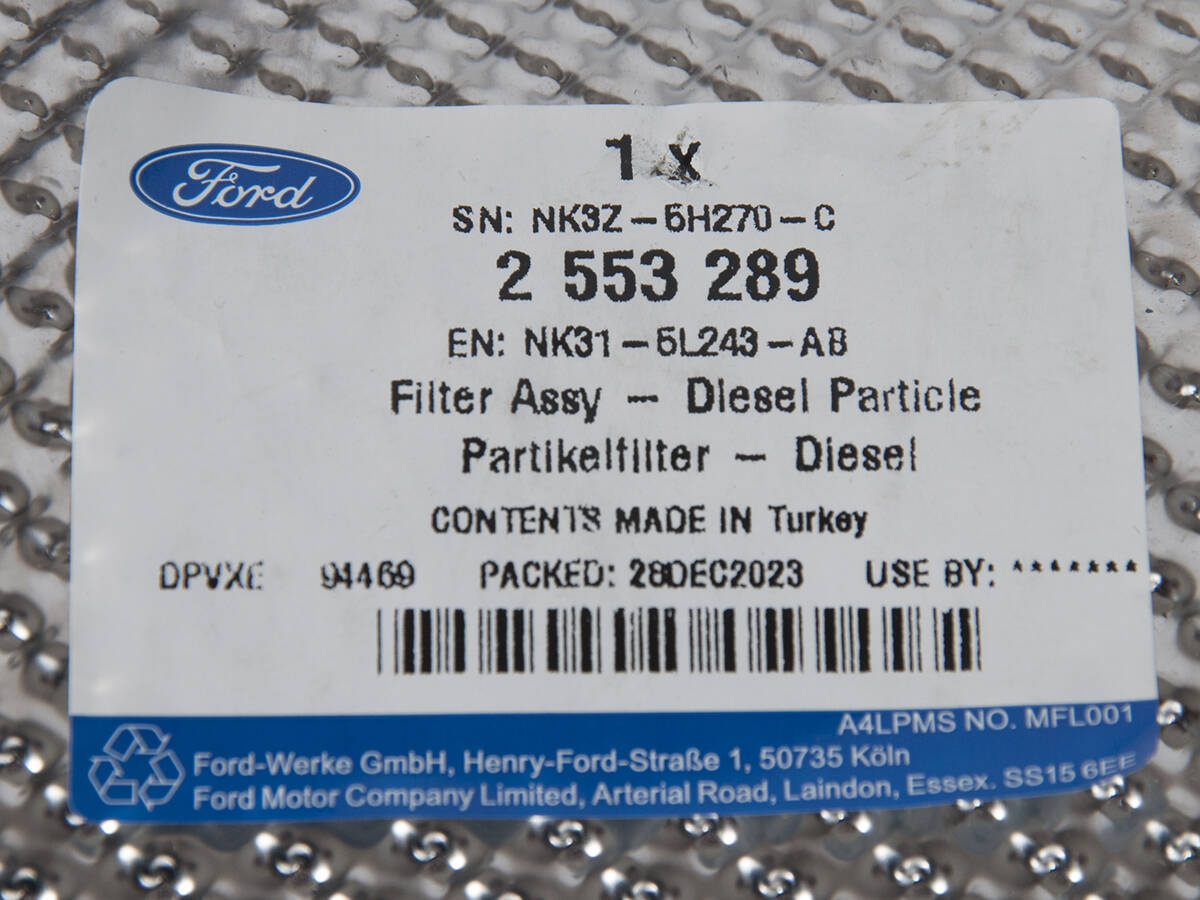 Ford
1 x
SN: NK3Z - 5H270 - C
2 553 289
EN: NK31 - 5L243 - AB
Filter Assy - Diesel Particle
Partikelfilter - Diesel
CONTENTS MADE IN Turkey
DPVXE 94469 PACKED: 28DEC2023 USE BY: *******
A4LPMS NO. MFL001
Ford-Werke GmbH, Henry-Ford-Straße 1, 50735 Köln
Ford Motor Company Limited, Arterial Road, Laindon, Essex. SS15 6EE